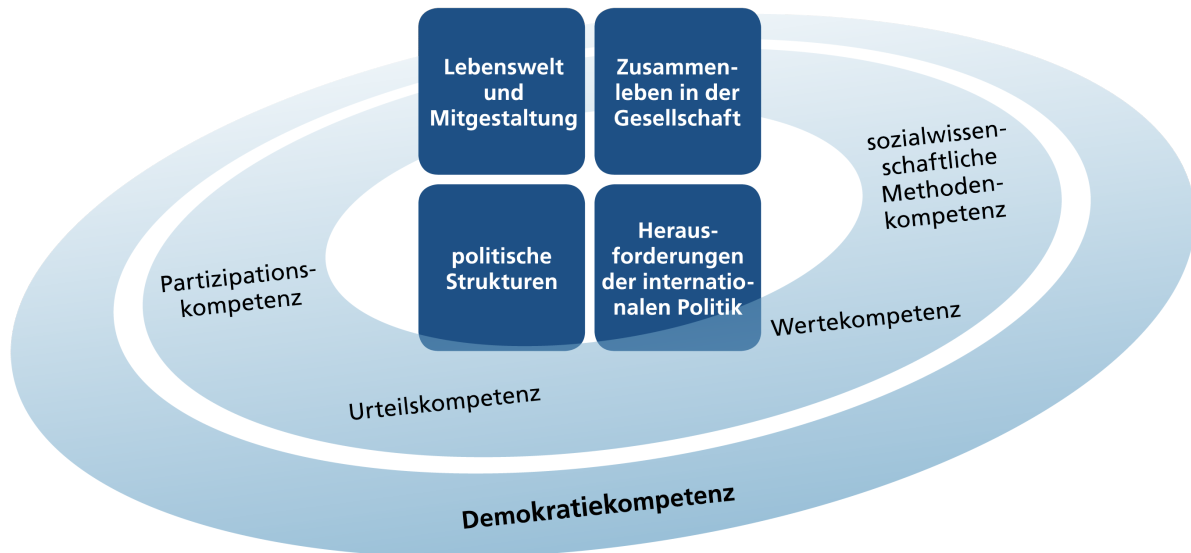 Lebenswelt
und
Mitgestaltung
Zusammen-
leben in der
Gesellschaft
politische
Strukturen
Heraus-
forderungen
der internatio-
nalen Politik
sozialwissen-
schaftliche
Methoden-
kompetenz
Partizipations-
kompetenz
Wertekompetenz
Urteilskompetenz
Demokratiekompetenz